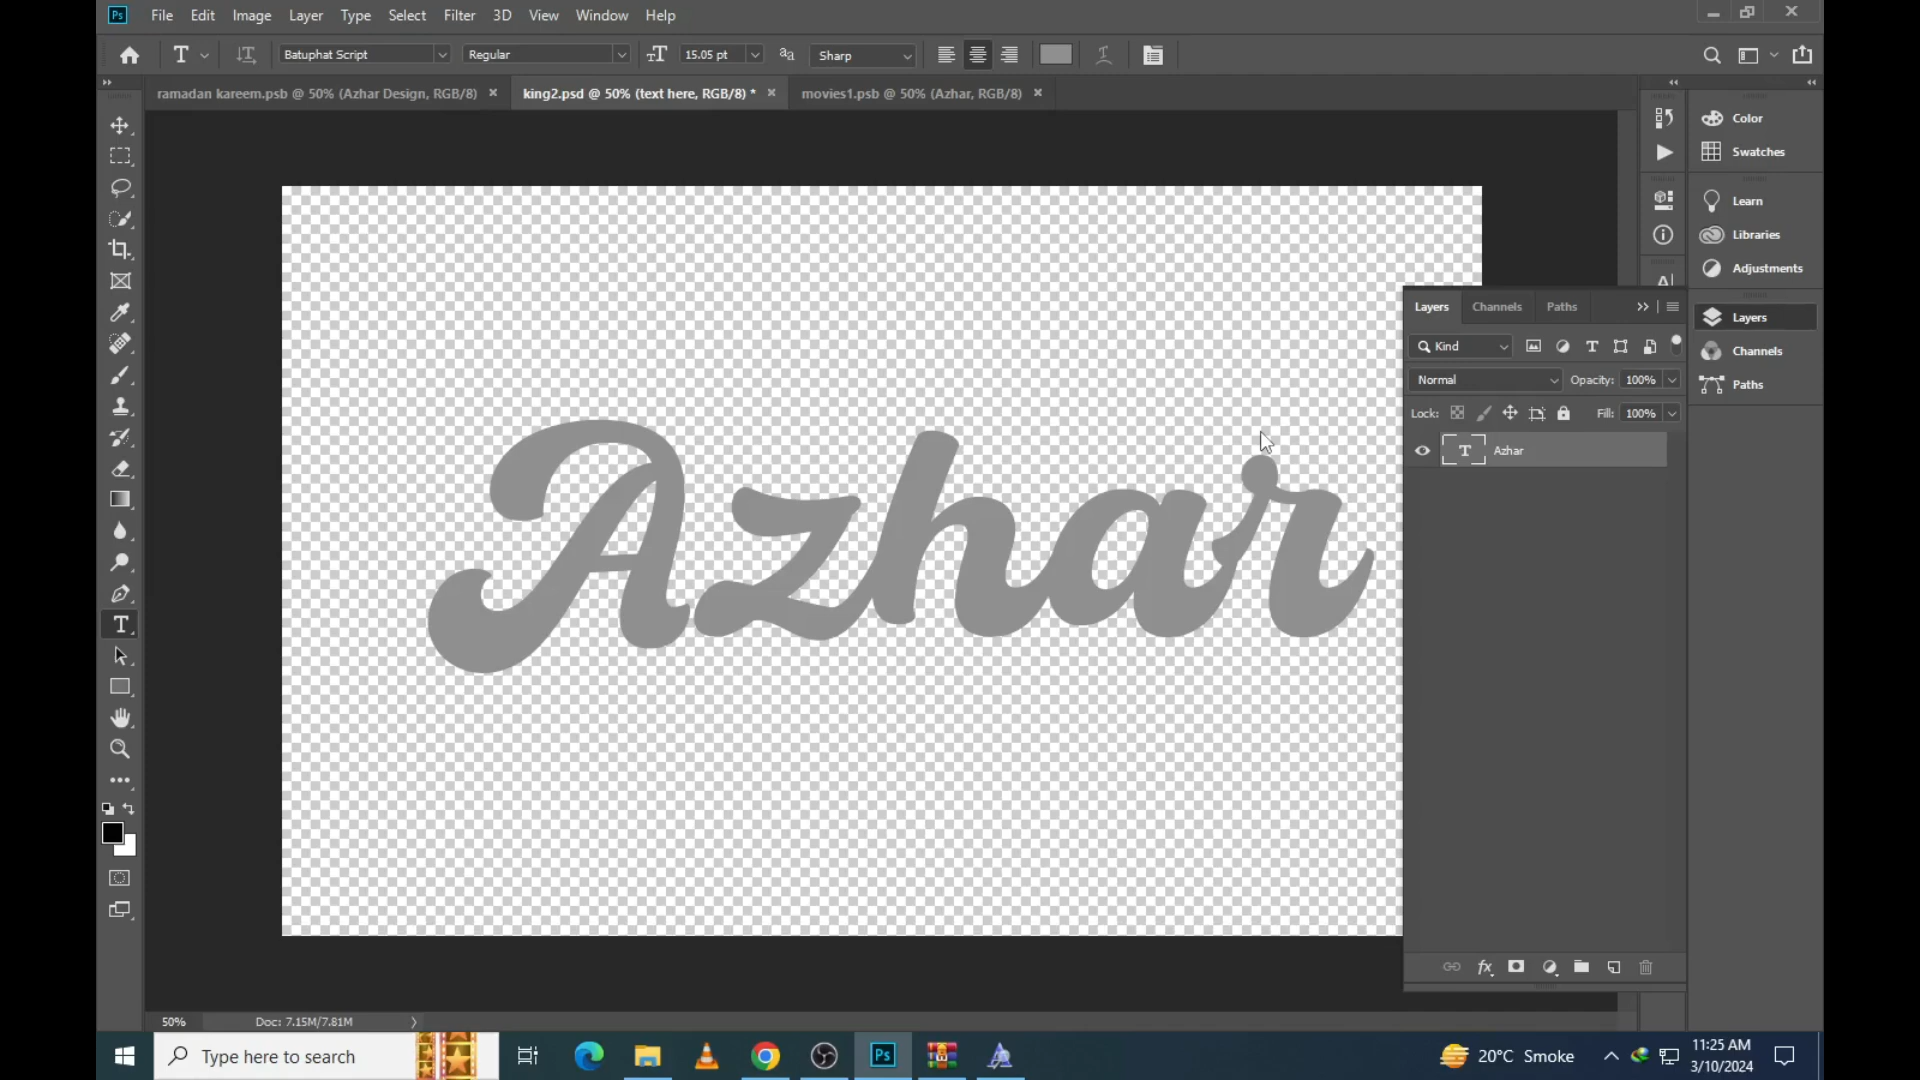 Ps File Edit Image Layer Type Select Filter 3D View Window Help
T Batuphat Script Regular 15.05 pt aa Sharp
ramadan kareem.psb @ 50% (Azhar Design, RGB/8) × king2.psd @ 50% (text here, RGB/8) * × movies1.psb @ 50% (Azhar, RGB/8) ×
Color
Swatches
Learn
Libraries
Adjustments
Layers
Channels
Paths
Layers Channels Paths
Kind
Normal Opacity: 100%
Lock: Fill: 100%
T Azhar
fx
Azhar
50% Doc: 7.15M/7.81M
Type here to search
Ps
20°C Smoke
11:25 AM
3/10/2024